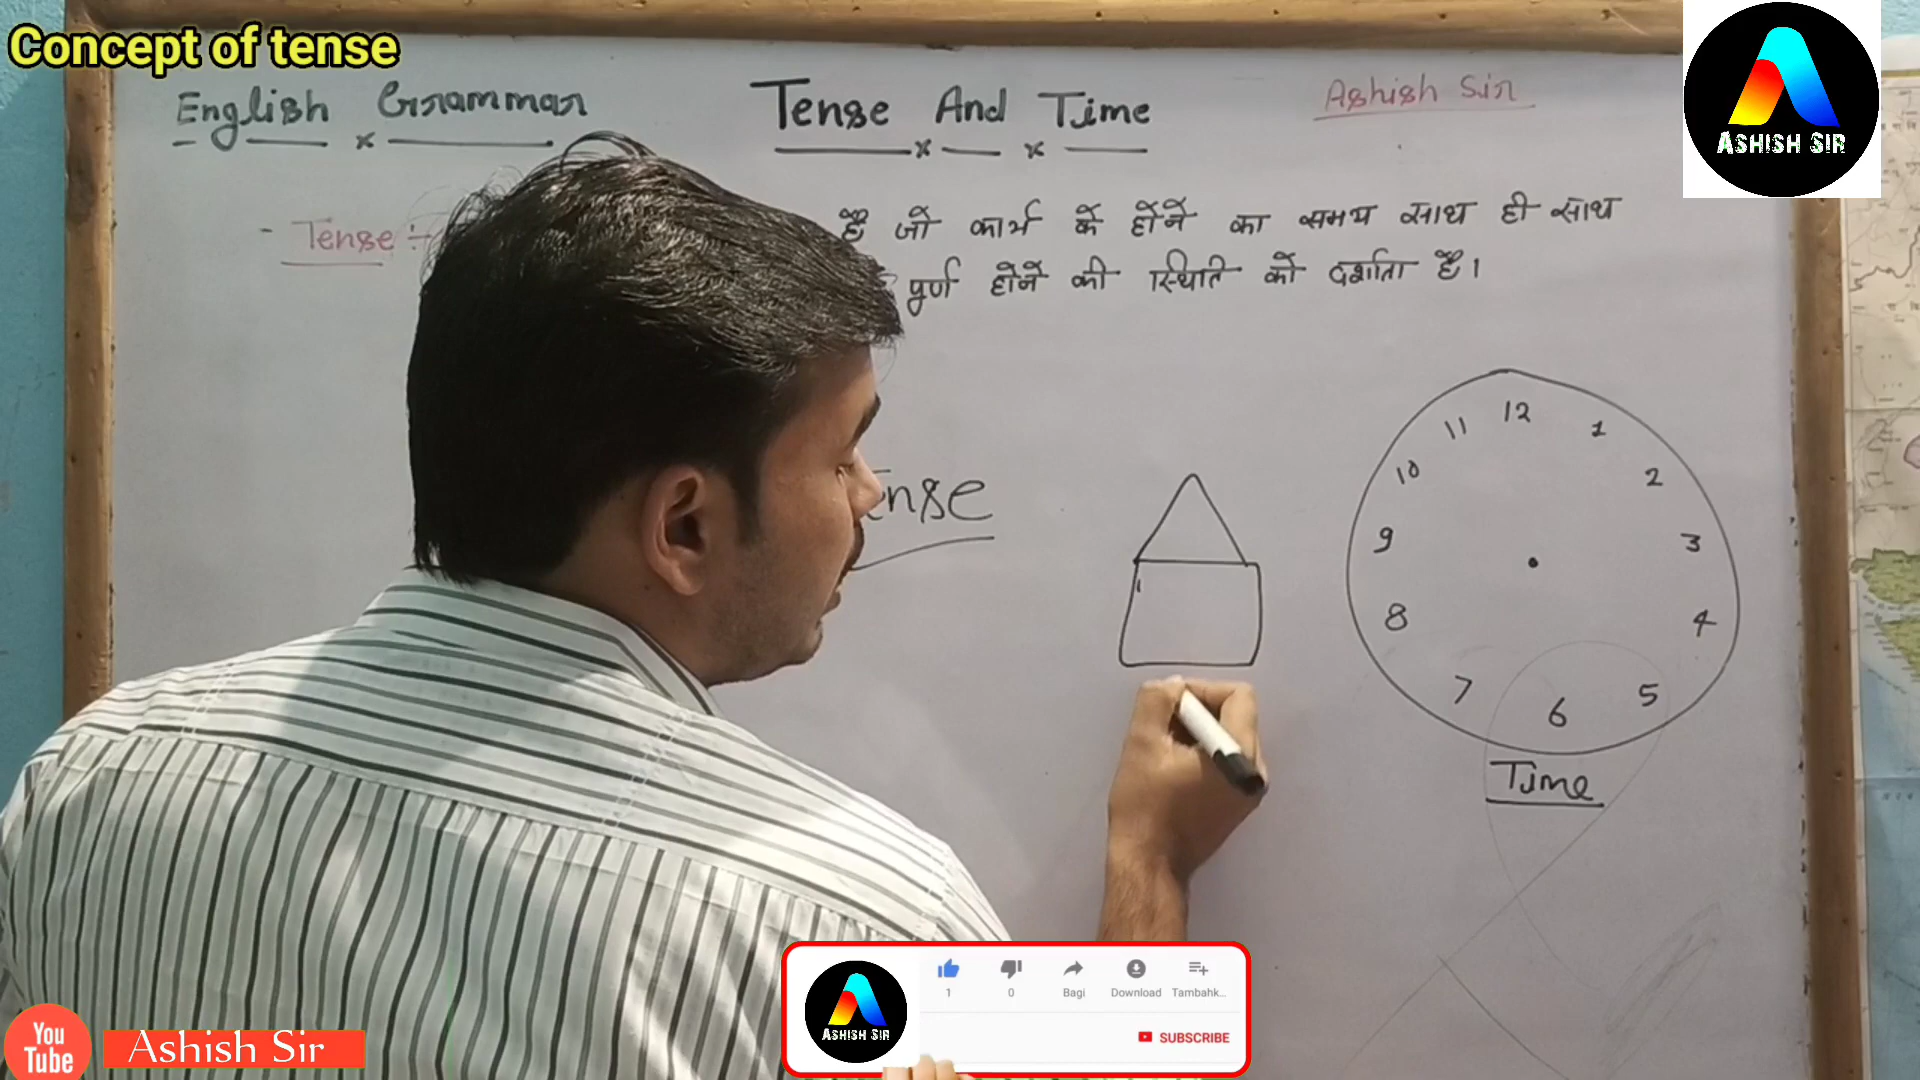 Concept of tense
English Grammar
Tense And Time
Ashish Sir
ASHISH SIR
Tense :-
है जो कार्य के होने का समय साथ ही साथ
पूर्ण होने की स्थिति को दर्शाता है।
ense
12
11
1
10
2
9
3
8
4
7
5
6
Time
1
0
Bagi
Download
Tambahk...
ASHISH SIR
SUBSCRIBE
You
Tube
Ashish Sir